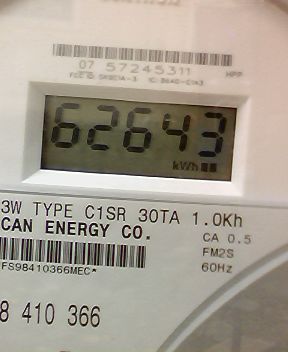 07 57245311 HPP
62643
kWh
3W TYPE C1SR 30TA 1.0Kh
CAN ENERGY CO.
CA 0.5
FM2S
60Hz
FS98410366MEC*
8 410 366